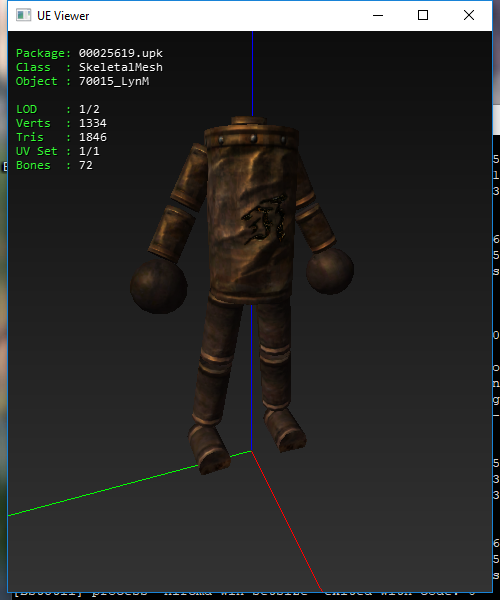 UE Viewer
Package: 00025619.upk
Class  : SkeletalMesh
Object : 70015_LynM
LOD    : 1/2
Verts  : 1334
Tris   : 1846
UV Set : 1/1
Bones  : 72